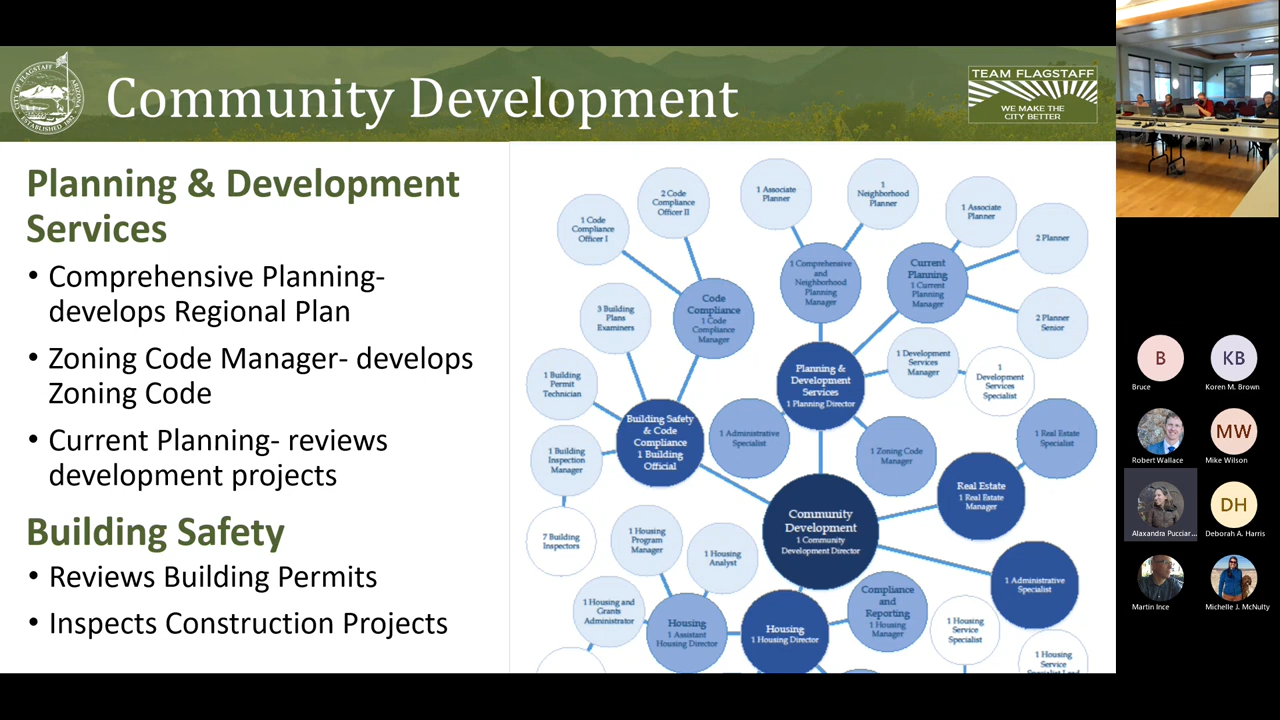 CITY OF FLAGSTAFF
ARIZONA
ESTABLISHED 1882
Community Development
TEAM FLAGSTAFF
WE MAKE THE
CITY BETTER
Planning & Development
Services
• Comprehensive Planning-
develops Regional Plan
• Zoning Code Manager- develops
Zoning Code
• Current Planning- reviews
development projects
Building Safety
• Reviews Building Permits
• Inspects Construction Projects
1 Code
Compliance
Officer I
2 Code
Compliance
Officer II
1 Associate
Planner
1
Neighborhood
Planner
1 Associate
Planner
2 Planner
2 Planner
Senior
3 Building
Plans
Examiners
Code
Compliance
1 Code
Compliance
Manager
1 Comprehensive
and
Neighborhood
Planning
Manager
Current
Planning
1 Current
Planning
Manager
1 Building
Permit
Technician
Planning &
Development
Services
1 Planning Director
1 Development
Services
Manager
1
Development
Services
Specialist
1 Building
Inspection
Manager
Building Safety
& Code
Compliance
1 Building
Official
1 Administrative
Specialist
1 Zoning Code
Manager
1 Real Estate
Specialist
Real Estate
1 Real Estate
Manager
7 Building
Inspectors
1 Housing
Program
Manager
1 Housing
Analyst
Community
Development
1 Community
Development Director
1 Administrative
Specialist
1 Housing and
Grants
Administrator
Housing
1 Assistant
Housing Director
Housing
1 Housing Director
Compliance
and
Reporting
1 Housing
Manager
1 Housing
Service
Specialist
1 Housing
Service
Specialist Lead
B
Bruce
KB
Koren M. Brown
Robert Wallace
MW
Mike Wilson
Alaxandra Pucciar...
DH
Deborah A. Harris
Martin Ince
Michelle J. McNulty